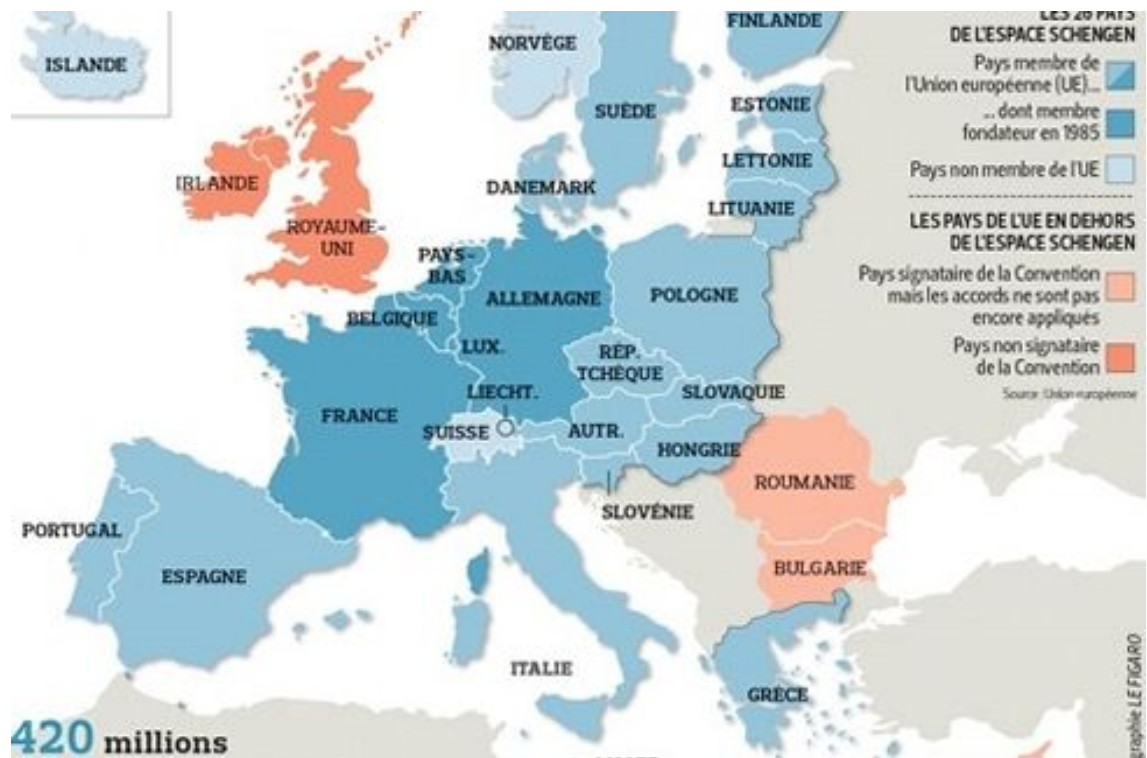 ISLANDE
NORVÈGE
FINLANDE
SUÈDE
ESTONIE
LETTONIE
LITUANIE
DANEMARK
IRLANDE
ROYAUME-
UNI
PAYS-
BAS
ALLEMAGNE
POLOGNE
BELGIQUE
LUX.
RÉP.
TCHÈQUE
LIECHT.
SLOVAQUIE
FRANCE
SUISSE
AUTR.
HONGRIE
ROUMANIE
SLOVÉNIE
PORTUGAL
ESPAGNE
BULGARIE
ITALIE
GRÈCE
420 millions
LES 26 PAYS
DE L'ESPACE SCHENGEN
Pays membre de
l'Union européenne (UE)...
... dont membre
fondateur en 1985
Pays non membre de l'UE
LES PAYS DE L'UE EN DEHORS
DE L'ESPACE SCHENGEN
Pays signataire de la Convention
mais les accords ne sont pas
encore appliqués
Pays non signataire
de la Convention
Source : Union européenne
graphie LE FIGARO